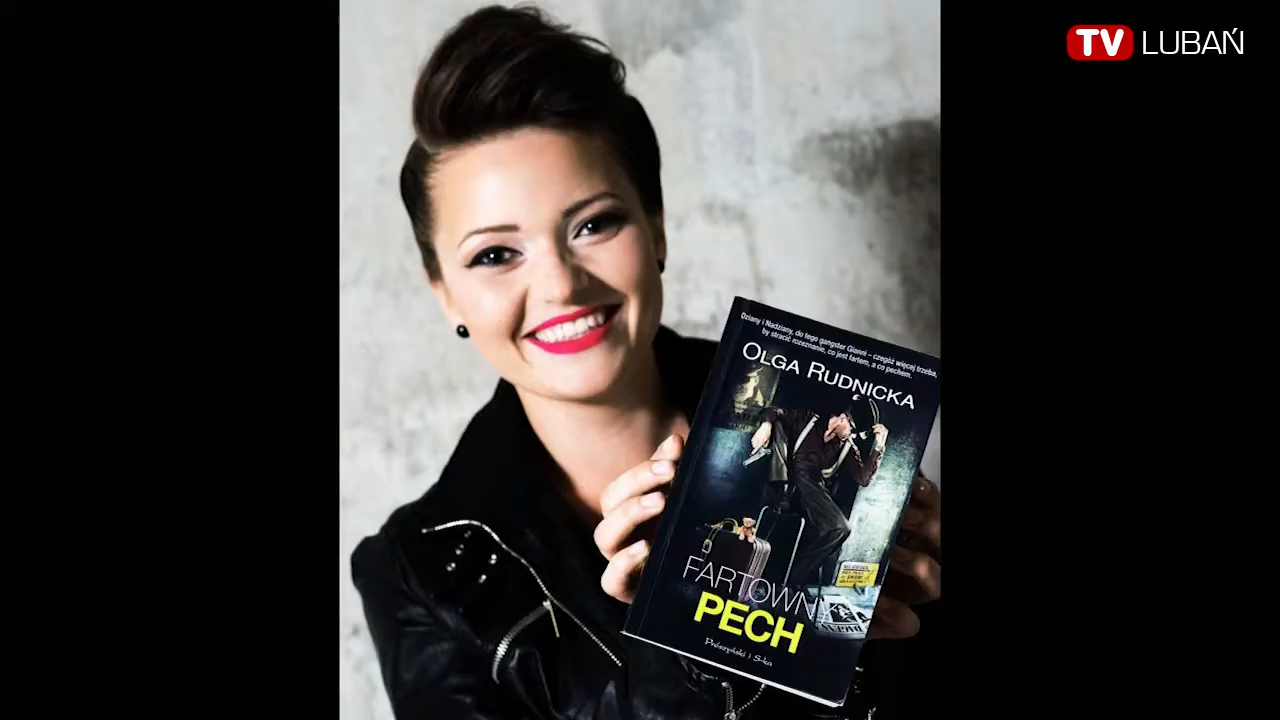 TV LUBAŃ
Dziany i Nadziany, do tego gangster Gianni – czegóż więcej trzeba,
by stracić rozeznanie, co jest fartem, a co pechem.
OLGA RUDNICKA
FARTOWNY
PECH
Prószyński i S-ka